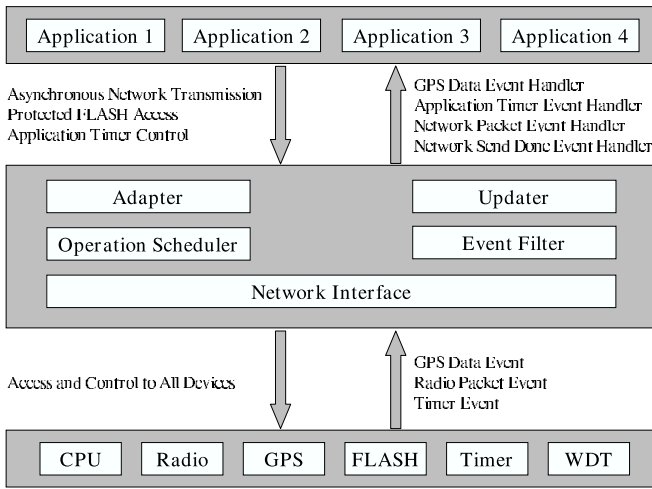 Application 1 Application 2 Application 3 Application 4
Asynchronous Network Transmission
Protected FLASH Access
Application Timer Control
GPS Data Event Handler
Application Timer Event Handler
Network Packet Event Handler
Network Send Done Event Handler
Adapter Updater
Operation Scheduler Event Filter
Network Interface
Access and Control to All Devices
GPS Data Event
Radio Packet Event
Timer Event
CPU Radio GPS FLASH Timer WDT